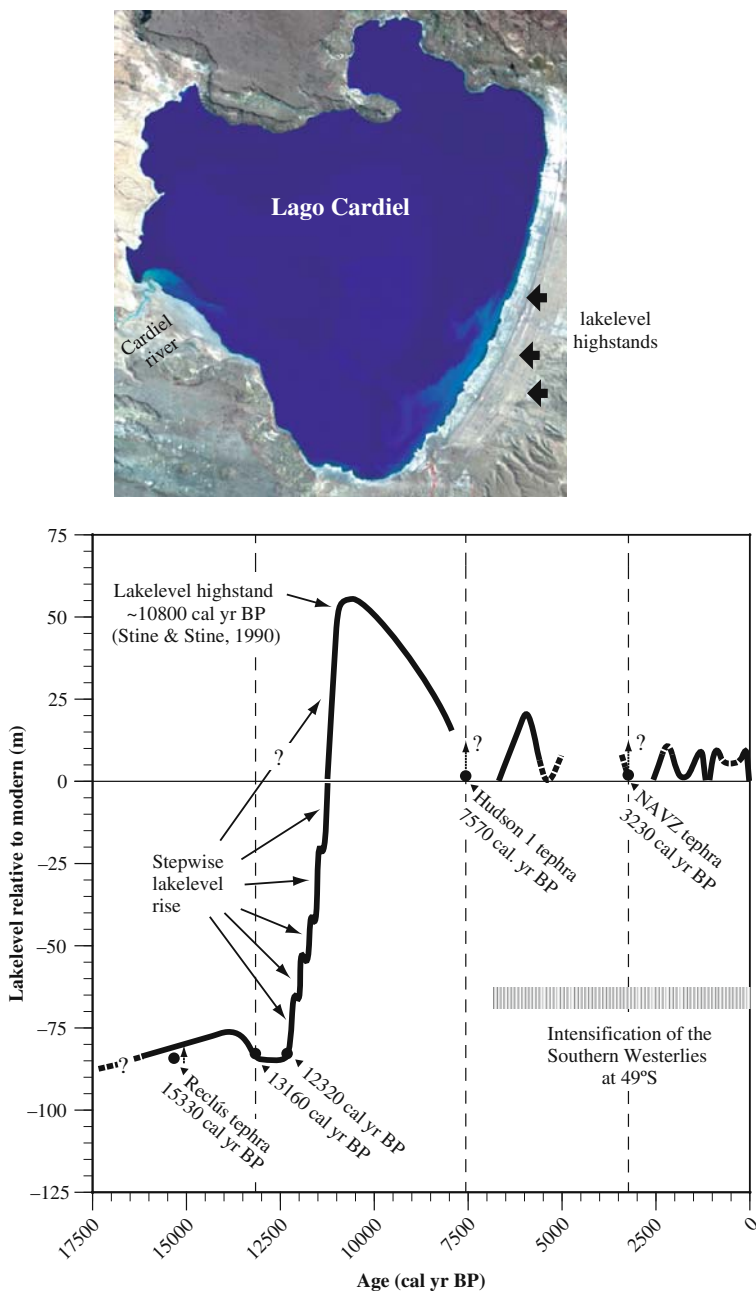 Lago Cardiel
Cardiel
river
lakelevel
highstands
75
50
25
0
−25
−50
−75
−100
−125
Lakelevel relative to modern (m)
Lakelevel highstand
~10800 cal yr BP
(Stine & Stine, 1990)
?
Stepwise
lakelevel
rise
?
Reclús tephra
15330 cal yr BP
13160 cal yr BP
12320 cal yr BP
?
Hudson 1 tephra
7570 cal. yr BP
?
NAVZ tephra
3230 cal yr BP
Intensification of the
Southern Westerlies
at 49ºS
17500
15000
12500
10000
7500
5000
2500
0
Age (cal yr BP)